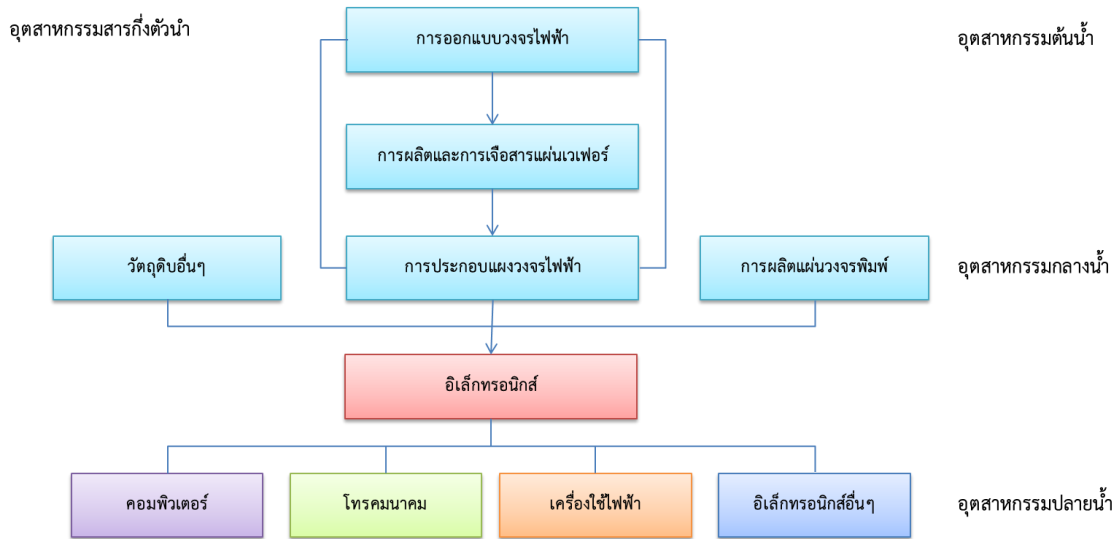 อุตสาหกรรมสารกึ่งตัวนำ
การออกแบบวงจรไฟฟ้า
อุตสาหกรรมต้นน้ำ
การผลิตและการเจือสารแผ่นเวเฟอร์
วัตถุดิบอื่นๆ
การประกอบแผงวงจรไฟฟ้า
การผลิตแผ่นวงจรพิมพ์
อุตสาหกรรมกลางน้ำ
อิเล็กทรอนิกส์
คอมพิวเตอร์
โทรคมนาคม
เครื่องใช้ไฟฟ้า
อิเล็กทรอนิกส์อื่นๆ
อุตสาหกรรมปลายน้ำ